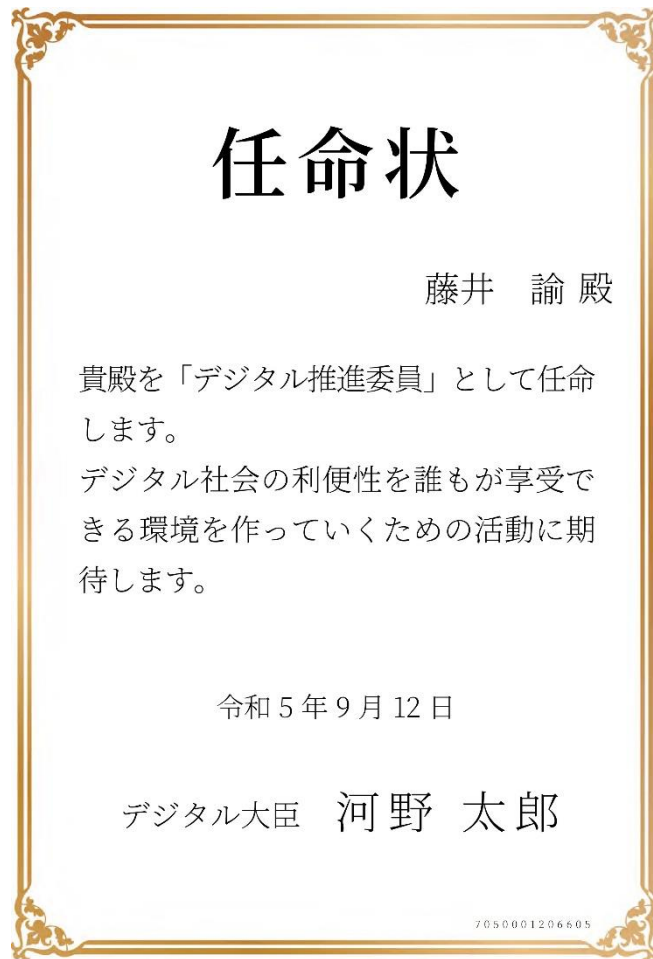 任命状
藤井　諭 殿
貴殿を「デジタル推進委員」として任命
します。
デジタル社会の利便性を誰もが享受で
きる環境を作っていくための活動に期
待します。
令和 5 年 9 月 12 日
デジタル大臣　河野 太郎
7050001206605